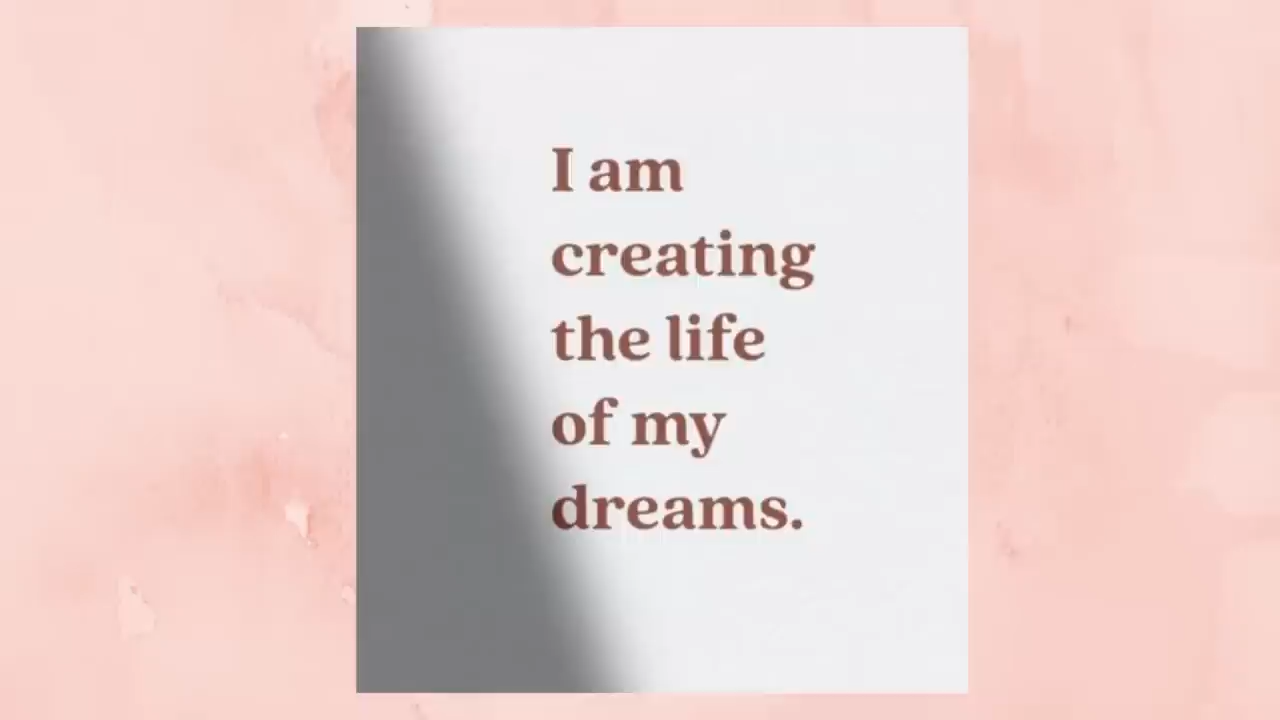 I am
creating
the life
of my
dreams.